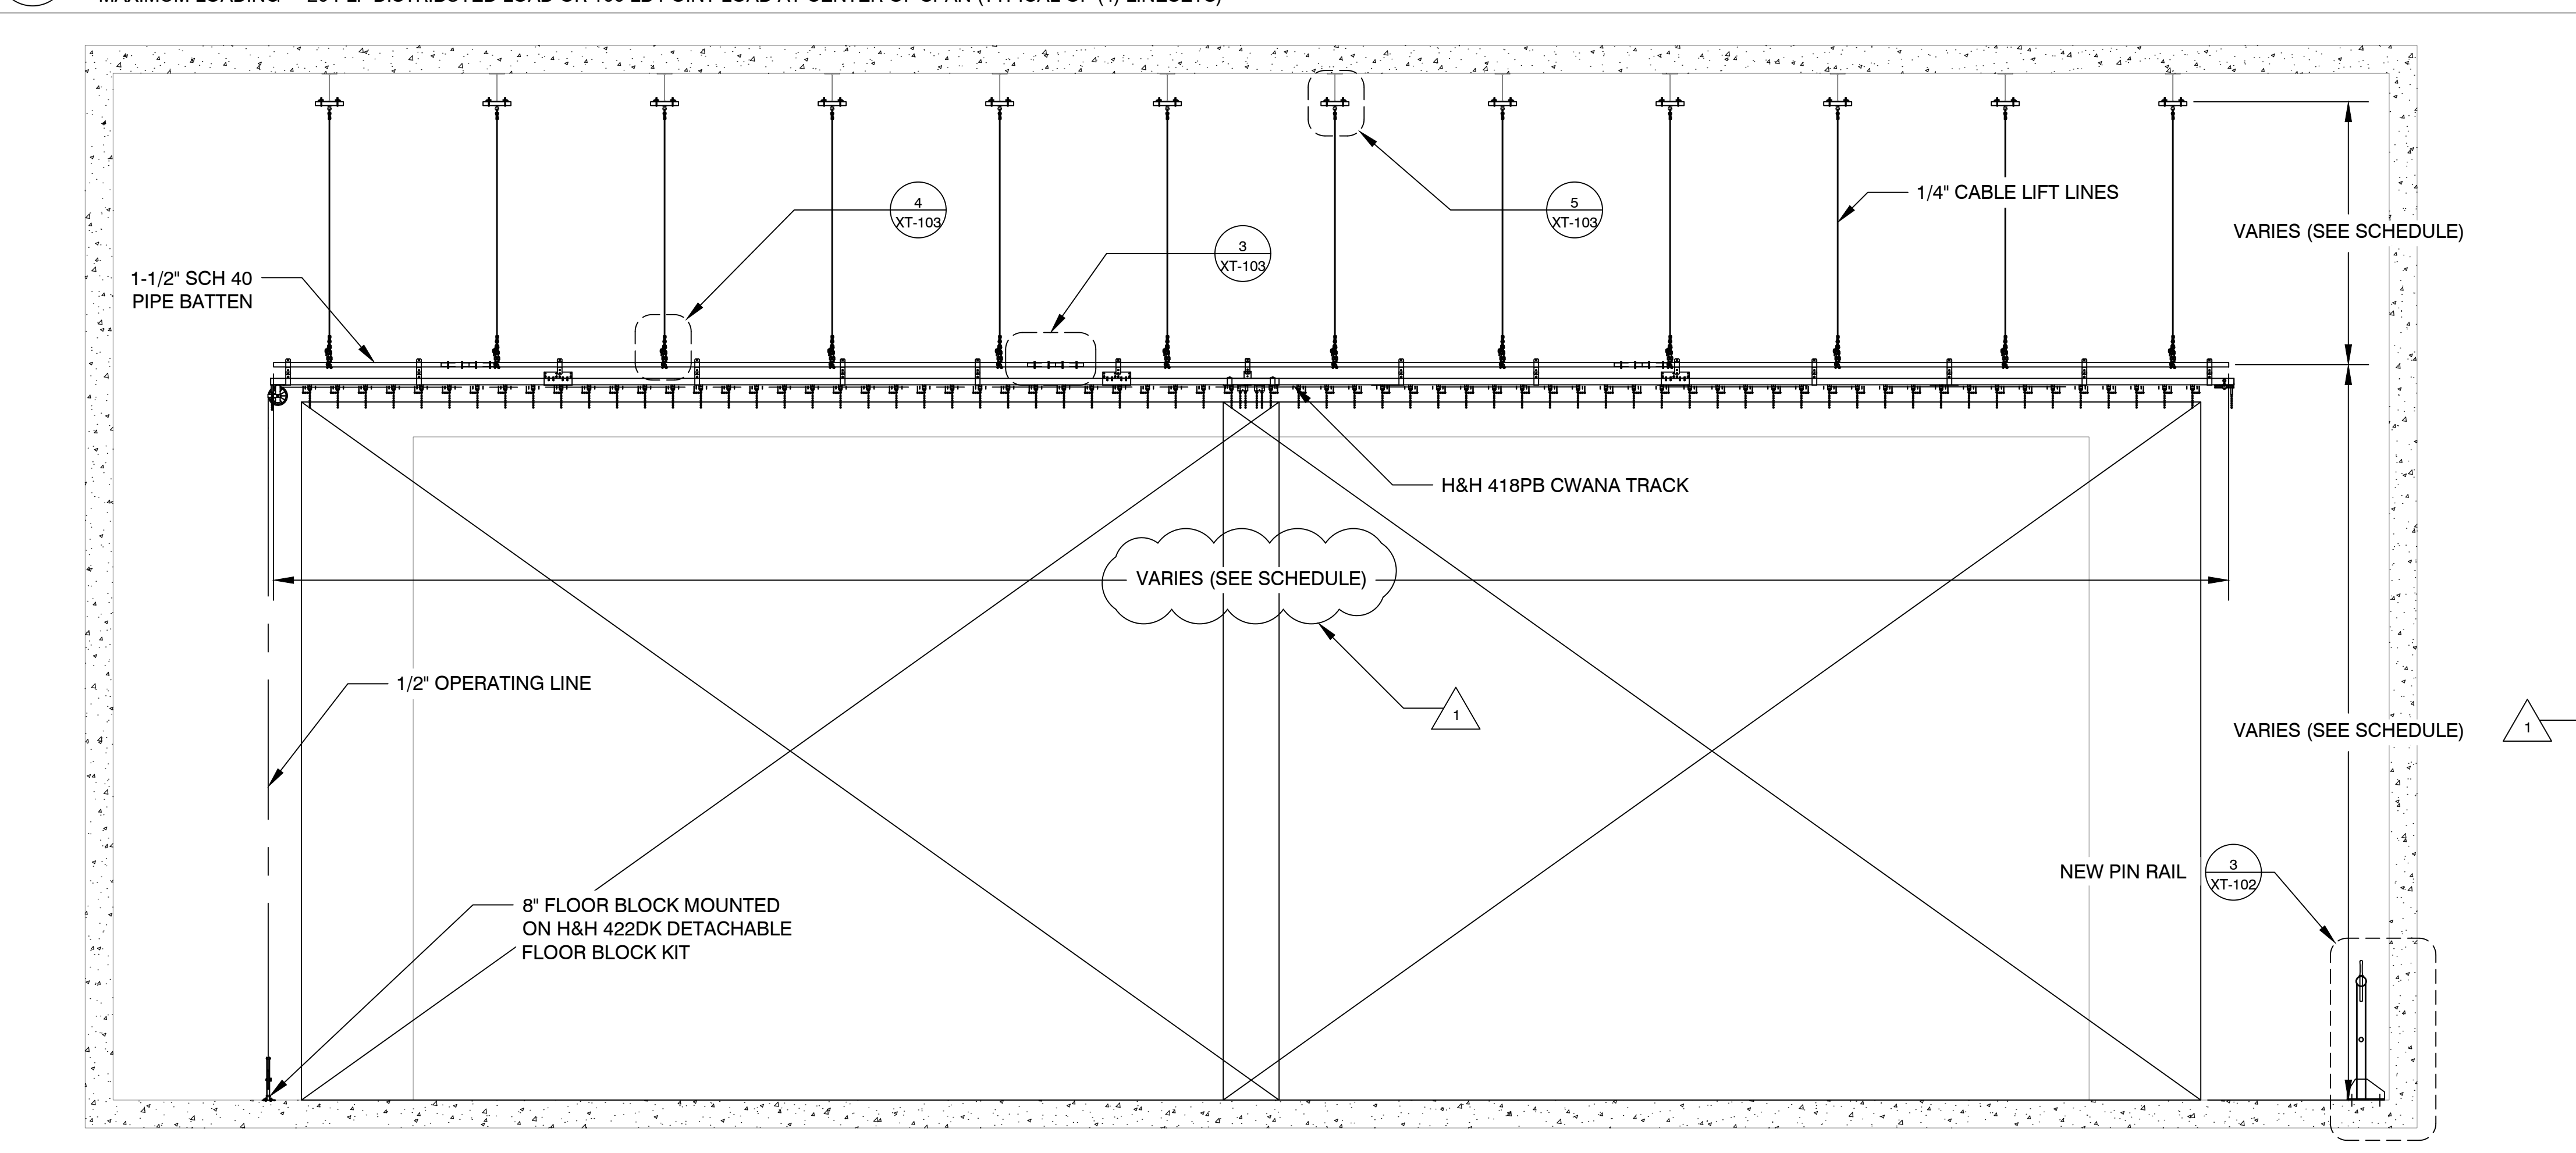 4
XT-103
5
XT-103
1/4" CABLE LIFT LINES
VARIES (SEE SCHEDULE)
3
XT-103
1-1/2" SCH 40
PIPE BATTEN
H&H 418PB CWANA TRACK
VARIES (SEE SCHEDULE)
1/2" OPERATING LINE
1
VARIES (SEE SCHEDULE)
1
NEW PIN RAIL
3
XT-102
8" FLOOR BLOCK MOUNTED
ON H&H 422DK DETACHABLE
FLOOR BLOCK KIT